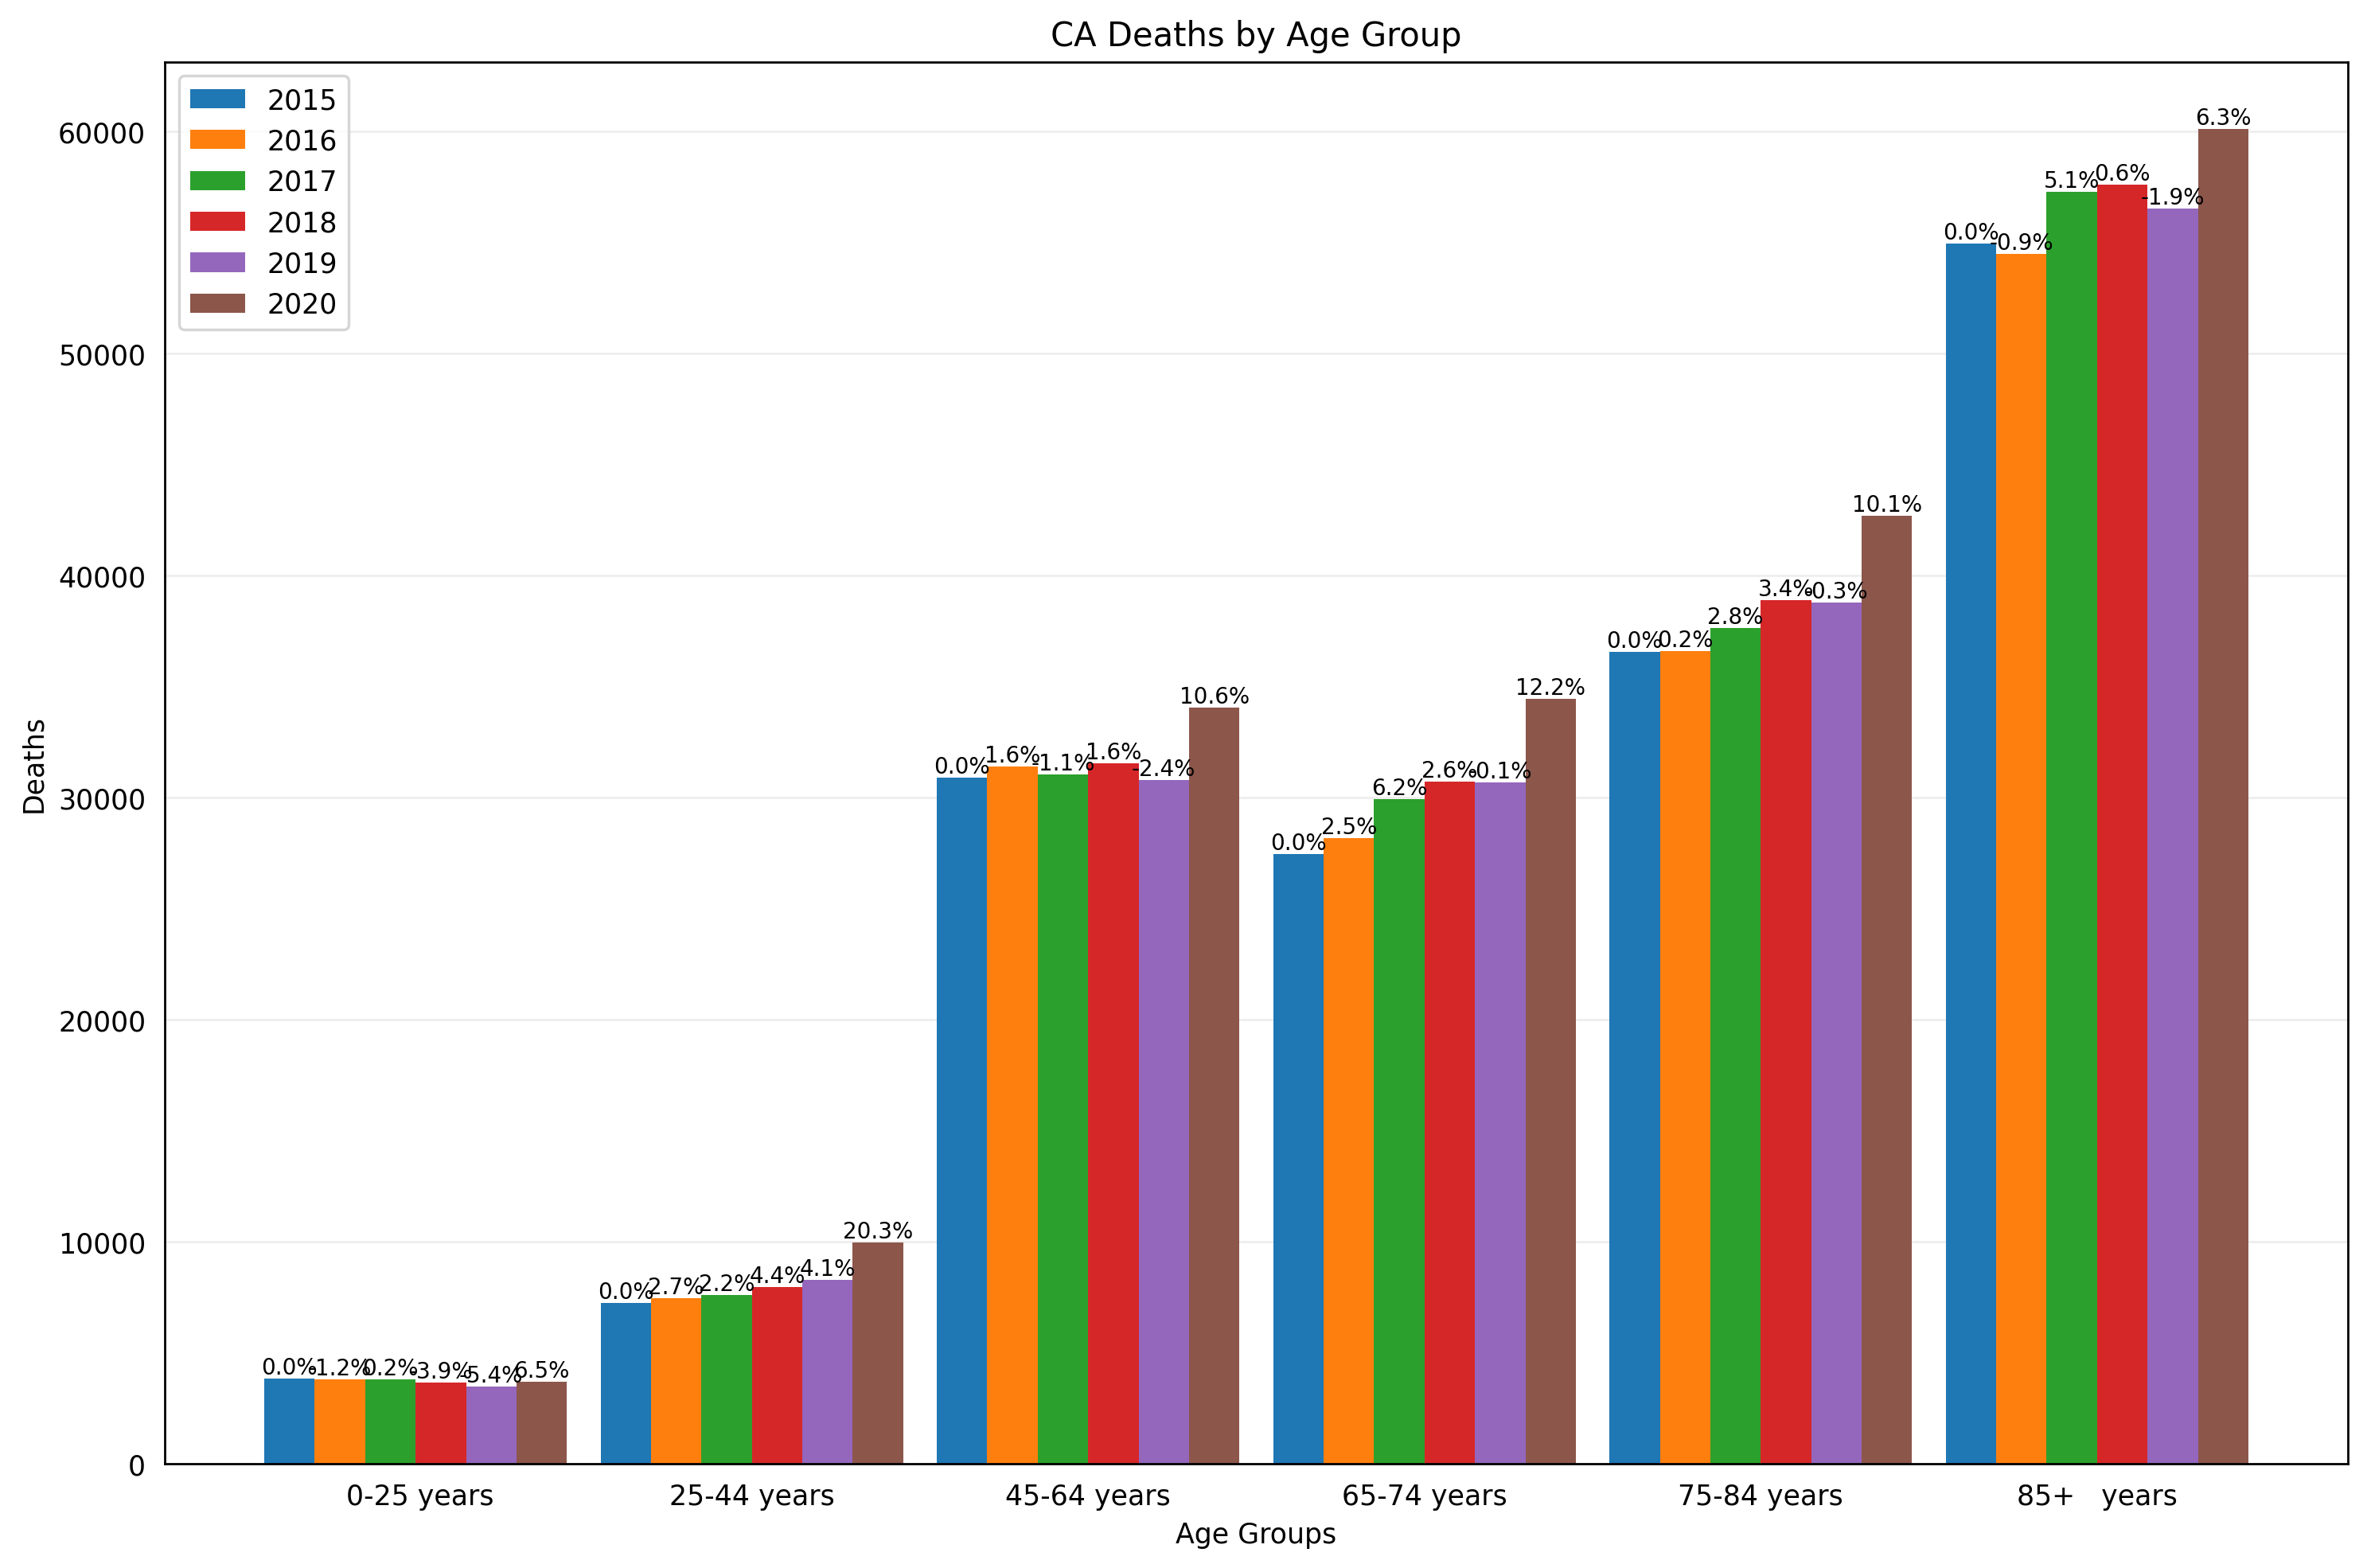 CA Deaths by Age Group
2015
2016
2017
2018
2019
2020
Deaths
60000
50000
40000
30000
20000
10000
0
0.0% -1.2% 0.2% -3.9% -5.4% 6.5%
0.0% 2.7% 2.2% 4.4% 4.1% 20.3%
0.0% 1.6% -1.1% 1.6% -2.4% 10.6%
0.0% 2.5% 6.2% 2.6% -0.1% 12.2%
0.0% 0.2% 2.8% 3.4% -0.3% 10.1%
0.0% -0.9% 5.1% 0.6% -1.9% 6.3%
0-25 years 25-44 years 45-64 years 65-74 years 75-84 years 85+ years
Age Groups